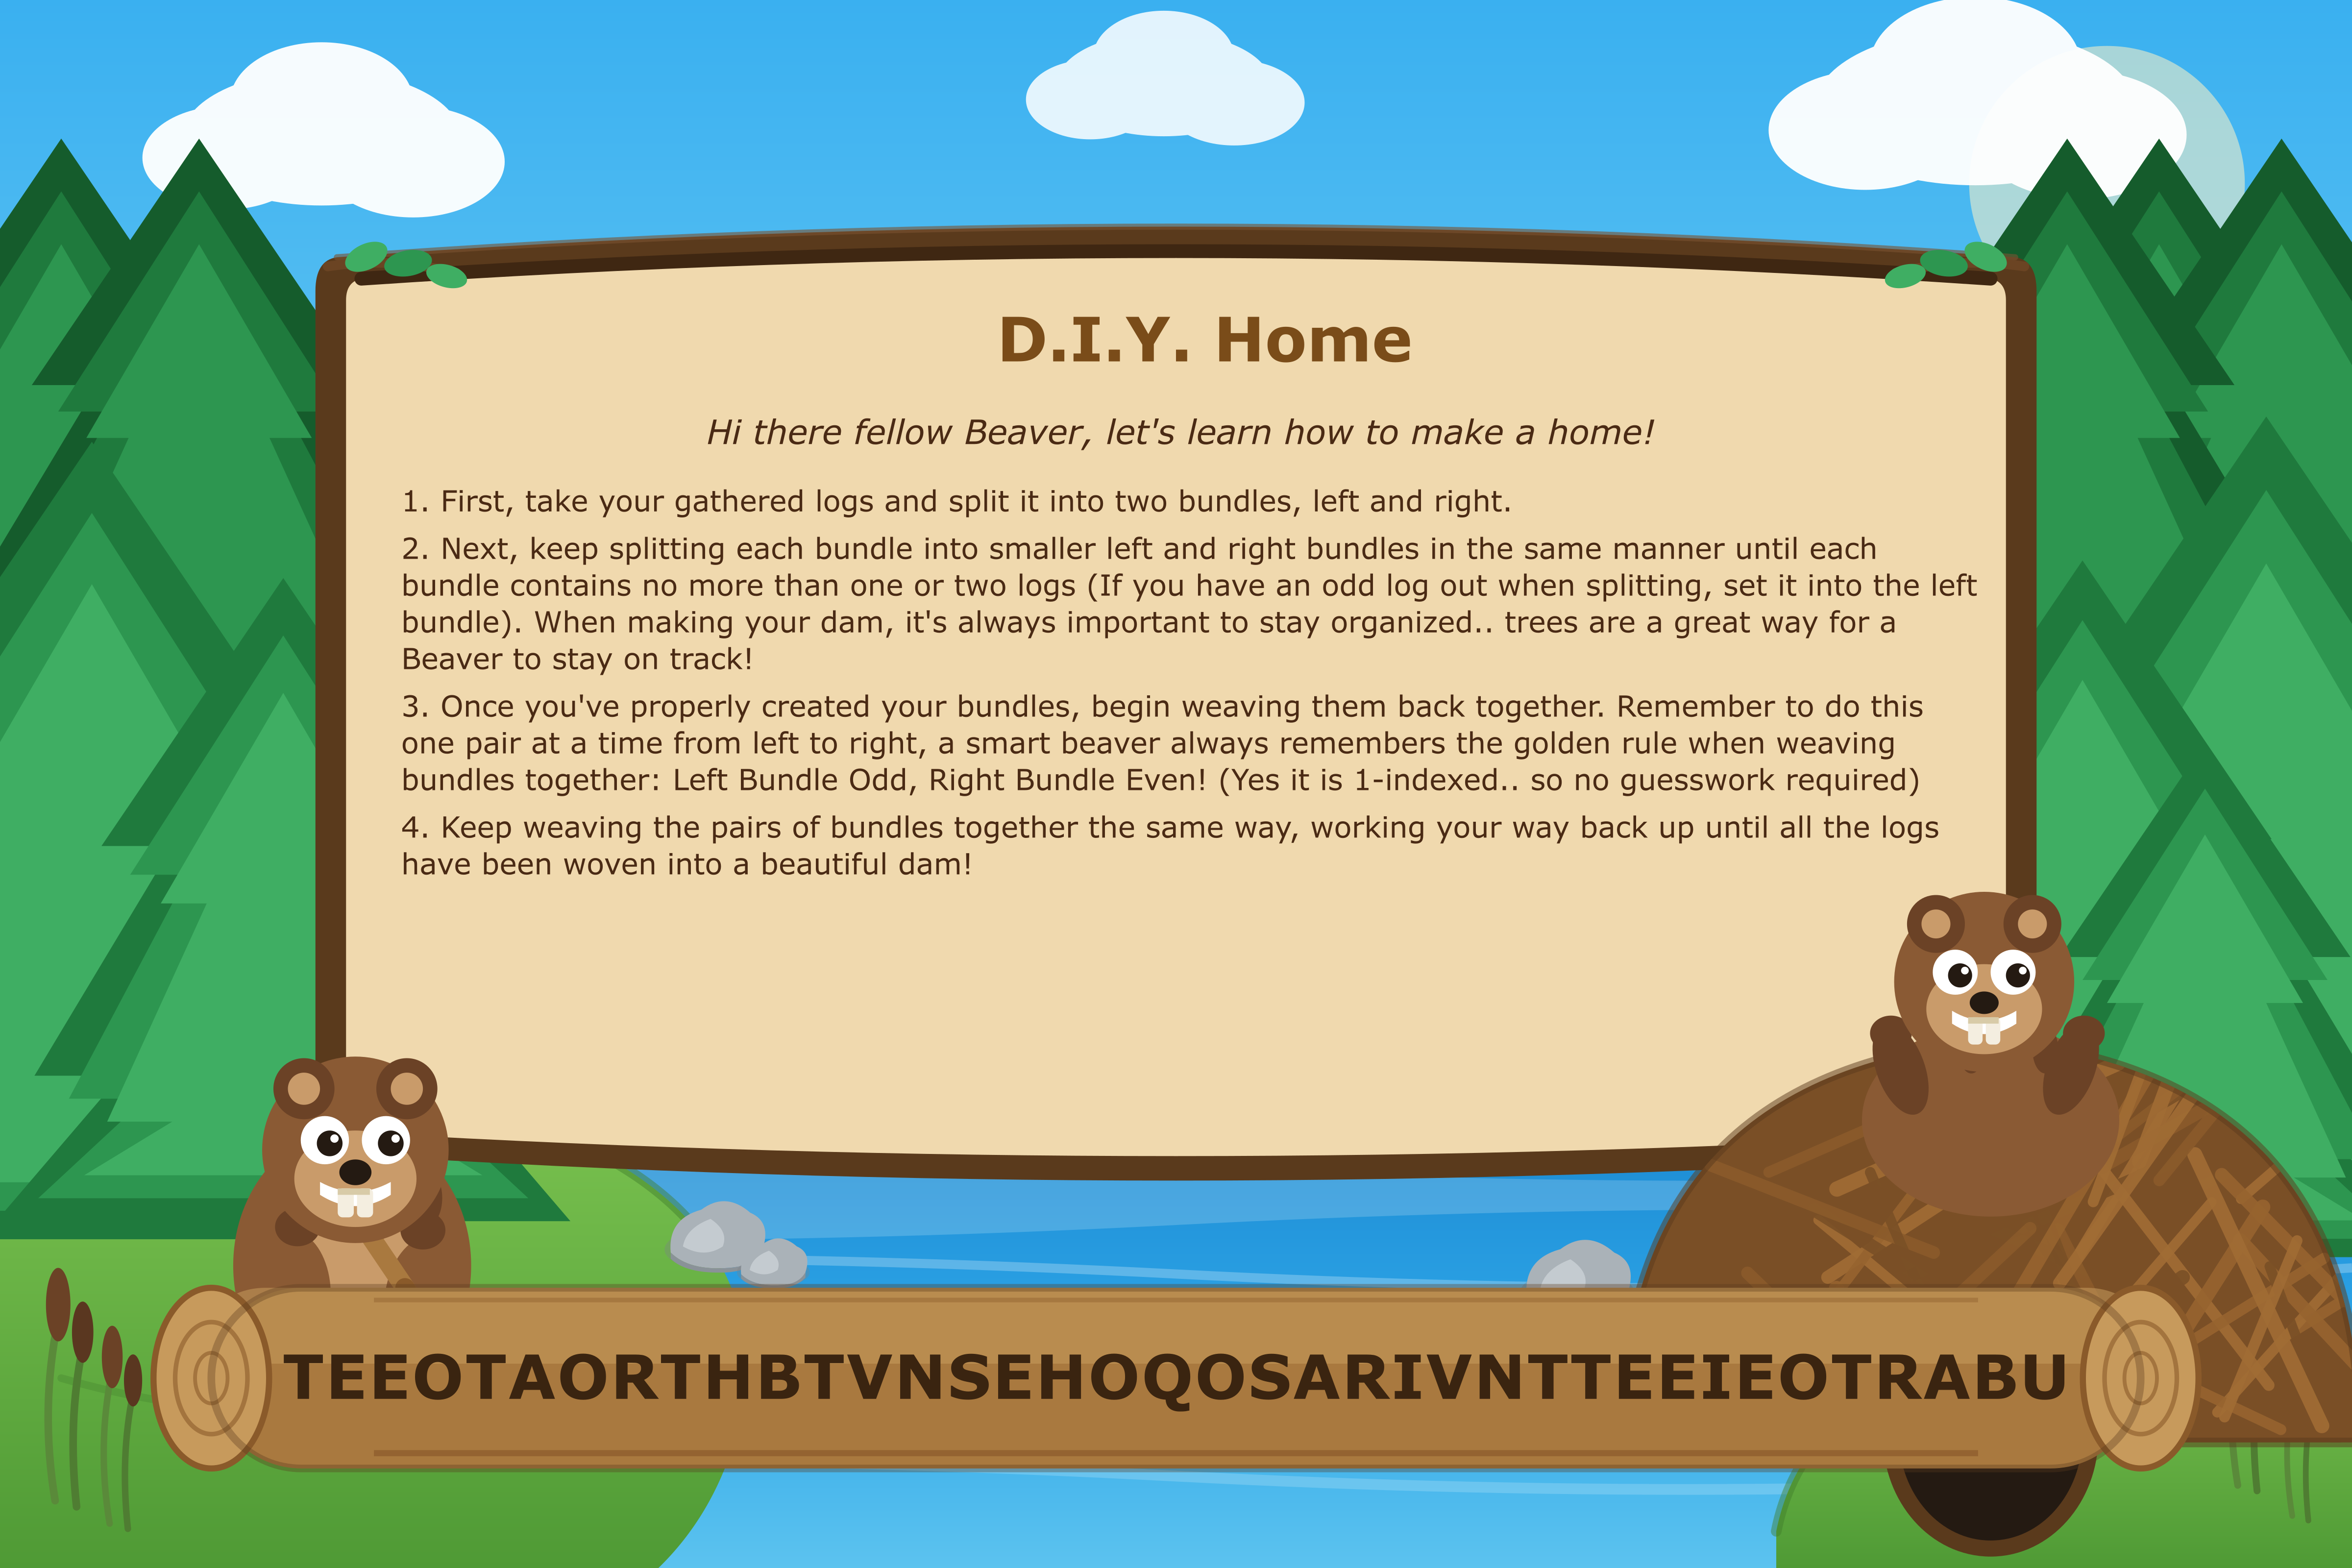 D.I.Y. Home
Hi there fellow Beaver, let's learn how to make a home!
1. First, take your gathered logs and split it into two bundles, left and right.
2. Next, keep splitting each bundle into smaller left and right bundles in the same manner until each
bundle contains no more than one or two logs (If you have an odd log out when splitting, set it into the left
bundle). When making your dam, it's always important to stay organized.. trees are a great way for a
Beaver to stay on track!
3. Once you've properly created your bundles, begin weaving them back together. Remember to do this
one pair at a time from left to right, a smart beaver always remembers the golden rule when weaving
bundles together: Left Bundle Odd, Right Bundle Even! (Yes it is 1-indexed.. so no guesswork required)
4. Keep weaving the pairs of bundles together the same way, working your way back up until all the logs
have been woven into a beautiful dam!
TEEOTAORTHBTVNSEHOQOSARIVNTTEEIEOTRABU